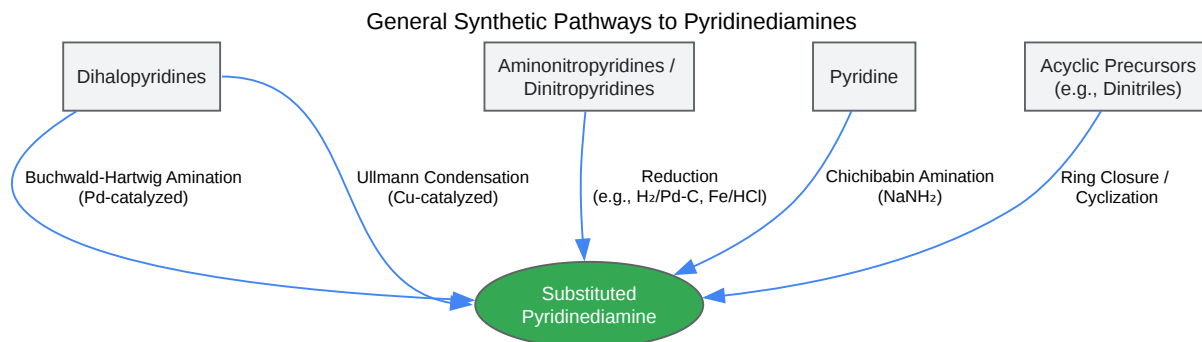 General Synthetic Pathways to Pyridinediamines
Dihalopyridines
Aminonitropyridines /
Dinitropyridines
Pyridine
Acyclic Precursors
(e.g., Dinitriles)
Buchwald-Hartwig Amination
(Pd-catalyzed)
Ullmann Condensation
(Cu-catalyzed)
Reduction
(e.g., H₂/Pd-C, Fe/HCl)
Chichibabin Amination
(NaNH₂)
Ring Closure /
Cyclization
Substituted
Pyridinediamine